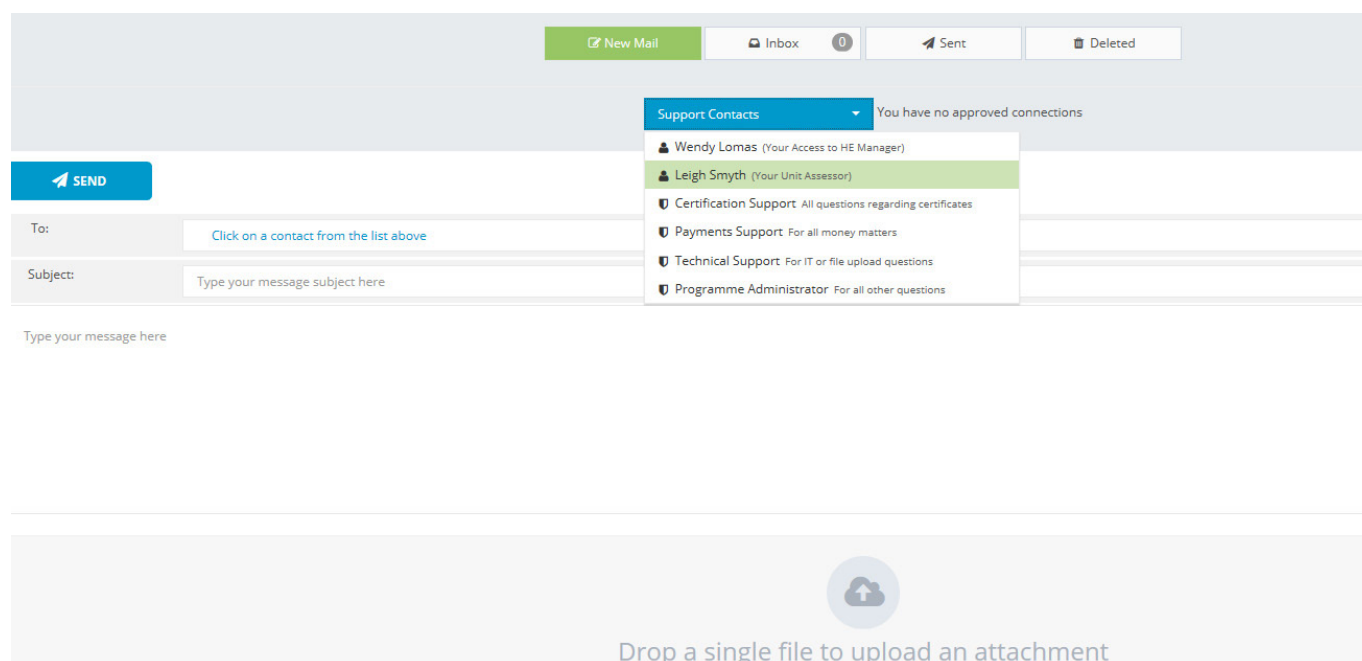 New Mail Inbox 0 Sent Deleted
Support Contacts You have no approved connections
Wendy Lomas (Your Access to HE Manager)
Leigh Smyth (Your Unit Assessor)
Certification Support All questions regarding certificates
Payments Support For all money matters
Technical Support For IT or file upload questions
Programme Administrator For all other questions
SEND
To: Click on a contact from the list above
Subject: Type your message subject here
Type your message here
Drop a single file to upload an attachment